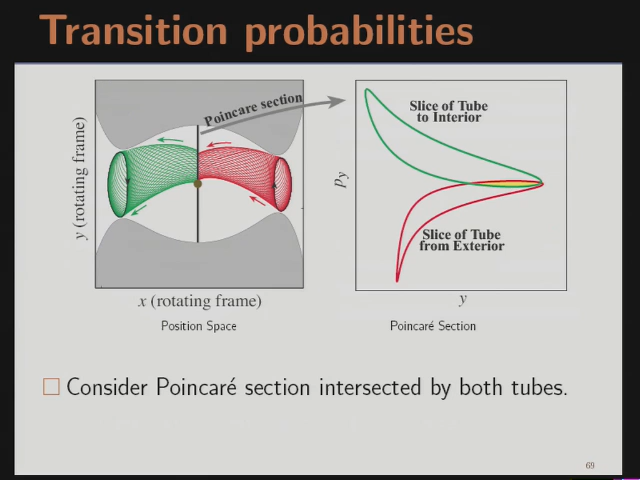 Transition probabilities
Poincare section
Slice of Tube
to Interior
Slice of Tube
from Exterior
y (rotating frame)
x (rotating frame)
Position Space
py
y
Poincaré Section
Consider Poincaré section intersected by both tubes.
69